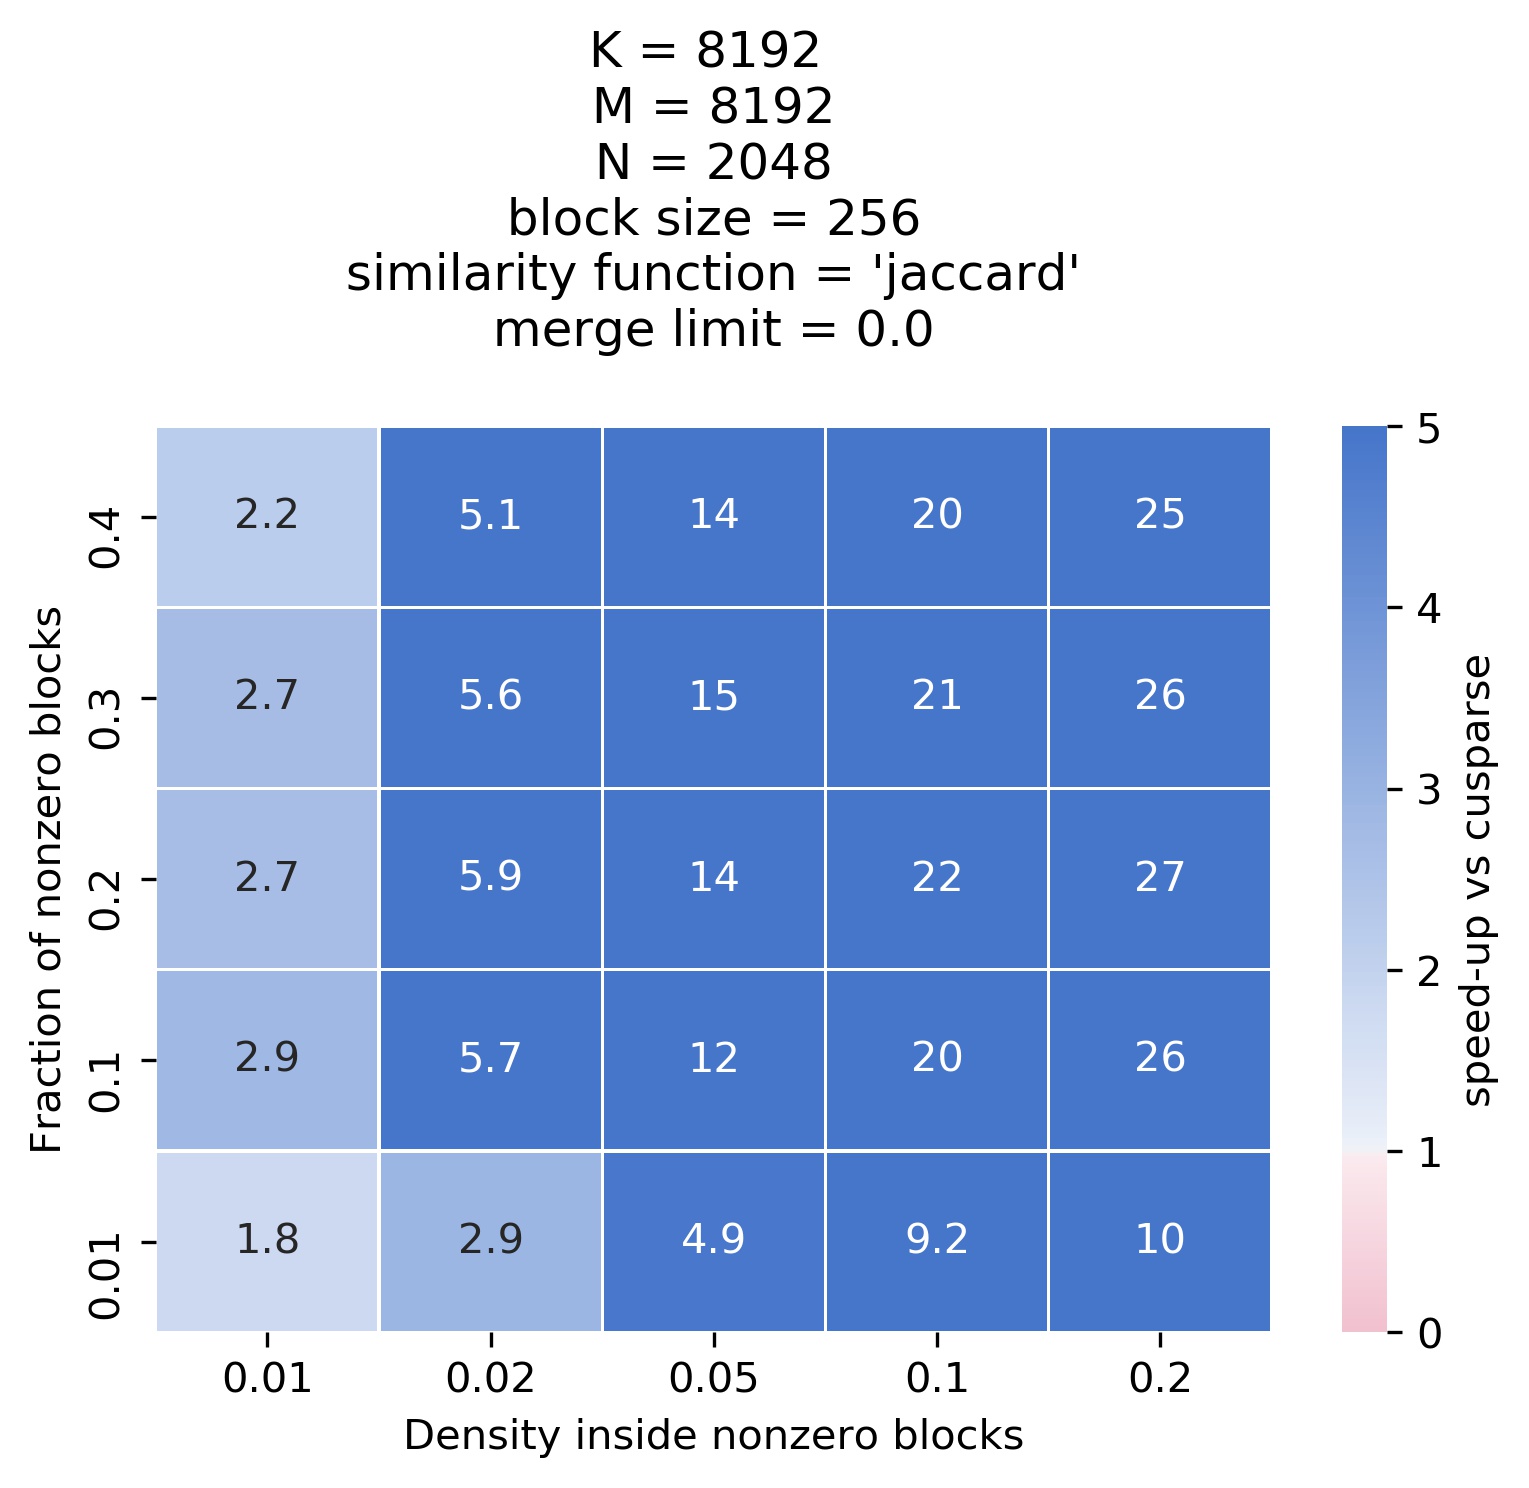 K = 8192
M = 8192
N = 2048
block size = 256
similarity function = 'jaccard'
merge limit = 0.0
Fraction of nonzero blocks
0.4 2.2 5.1 14 20 25
0.3 2.7 5.6 15 21 26
0.2 2.7 5.9 14 22 27
0.1 2.9 5.7 12 20 26
0.01 1.8 2.9 4.9 9.2 10
0.01 0.02 0.05 0.1 0.2
Density inside nonzero blocks
5
4
3
2
1
0
speed-up vs cusparse